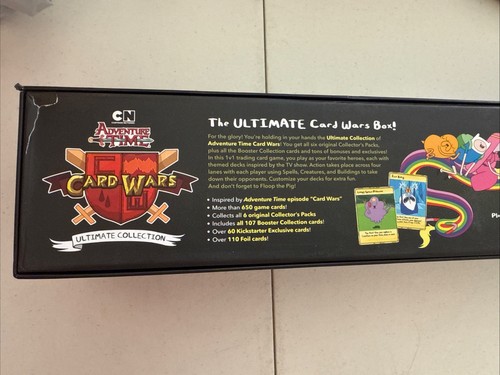 CN
ADVENTURE
TIME
CARD WARS
ULTIMATE COLLECTION
The ULTIMATE Card Wars Box!
For the glory! You're holding in your hands the Ultimate Collection of
Adventure Time Card Wars! You get all six original Collector's Packs,
plus all the Booster Collection cards and tons of bonuses and exclusives!
In this 1v1 trading card game, you play as your favorite heroes, each with
themed decks inspired by the TV show. Action takes place across four
lanes with each player using Spells, Creatures, and Buildings to take
down their opponents. Customize your decks for extra fun.
And don't forget to Floop the Pig!
• Inspired by Adventure Time episode "Card Wars"
• More than 650 game cards!
• Collects all 6 original Collector's Packs
• Includes all 107 Booster Collection cards!
• Over 60 Kickstarter Exclusive cards!
• Over 110 Foil cards!
Lumpy Space Princess
Ice King